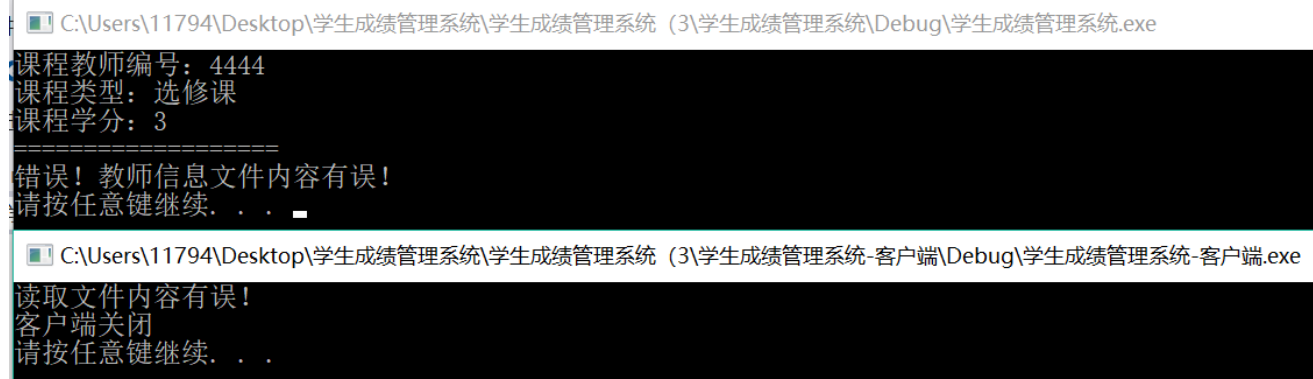 C:\Users\11794\Desktop\学生成绩管理系统\学生成绩管理系统（3\学生成绩管理系统\Debug\学生成绩管理系统.exe
课程教师编号：4444
课程类型：选修课
课程学分：3
===================
错误！教师信息文件内容有误！
请按任意键继续. . .
C:\Users\11794\Desktop\学生成绩管理系统\学生成绩管理系统（3\学生成绩管理系统-客户端\Debug\学生成绩管理系统-客户端.exe
读取文件内容有误！
客户端关闭
请按任意键继续. . .